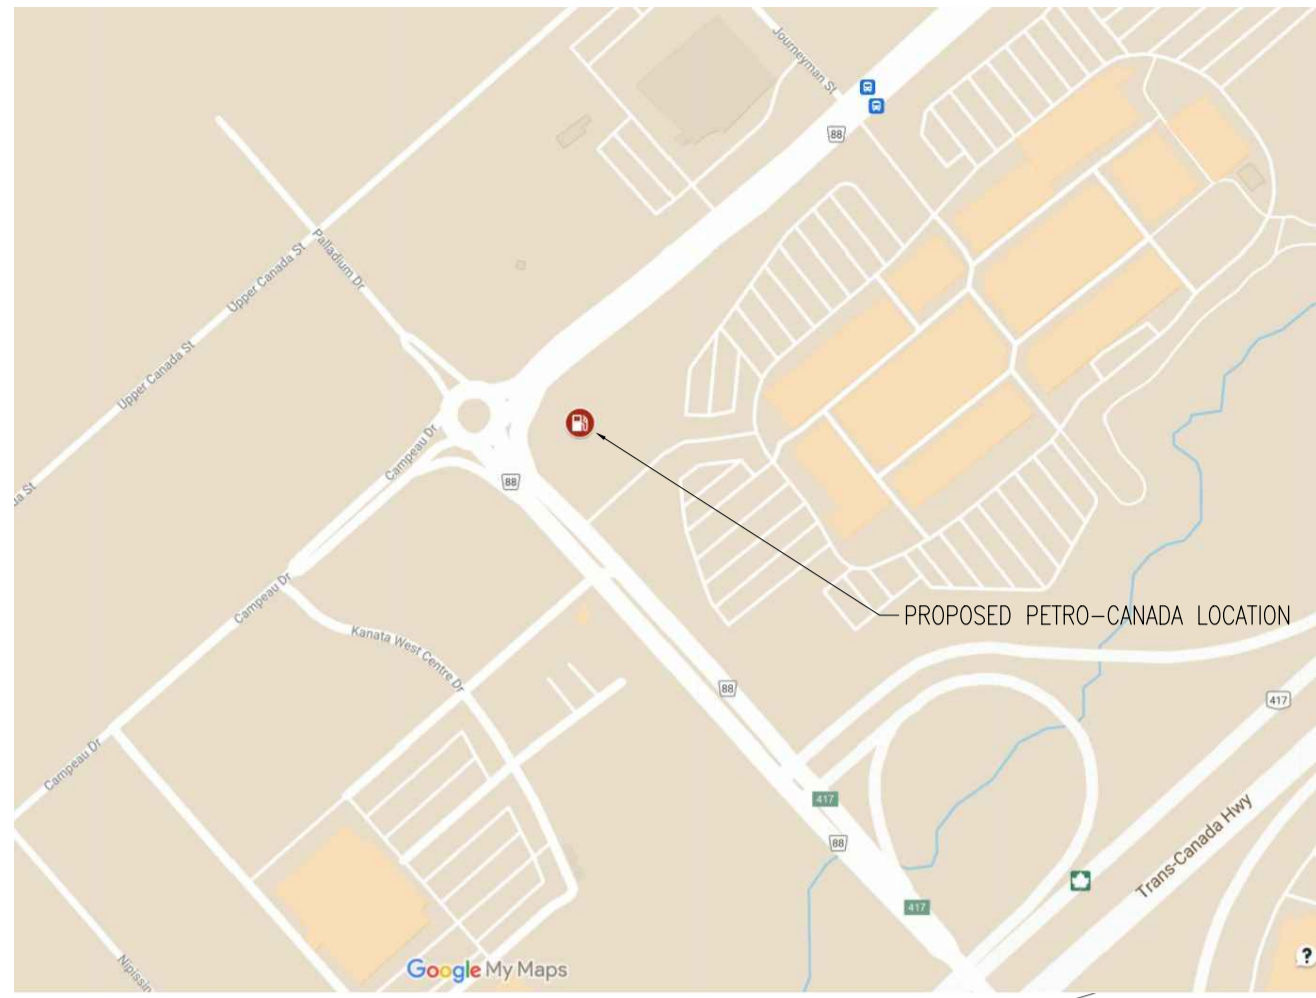 Journeyman St
88
Palladium Dr
Upper Canada St
Upper Canada St
Campeau Dr
88
da St
PROPOSED PETRO-CANADA LOCATION
Campeau Dr
Kanata West Centre Dr
88
417
Campeau Dr
417
88
Trans-Canada Hwy
417
Nipissin
Google My Maps
?